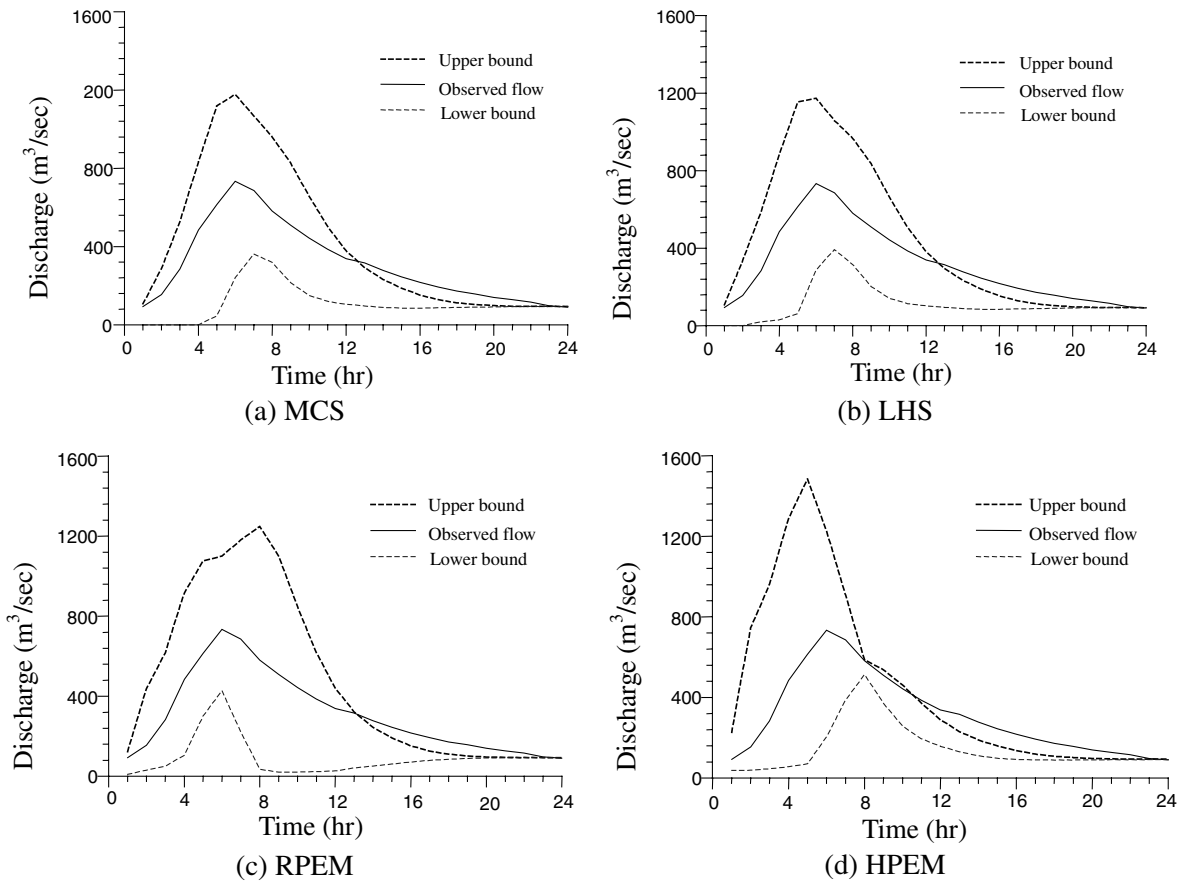 1600
200
800
400
0
Discharge (m³/sec)
Upper bound
Observed flow
Lower bound
0 4 8 12 16 20 24
Time (hr)
(a) MCS
1600
1200
800
400
0
Discharge (m³/sec)
Upper bound
Observed flow
Lower bound
0 4 8 12 16 20 24
Time (hr)
(b) LHS
1600
1200
800
400
0
Discharge (m³/sec)
Upper bound
Observed flow
Lower bound
0 4 8 12 16 20 24
Time (hr)
(c) RPEM
1600
1200
800
400
0
Discharge (m³/sec)
Upper bound
Observed flow
Lower bound
0 4 8 12 16 20 24
Time (hr)
(d) HPEM